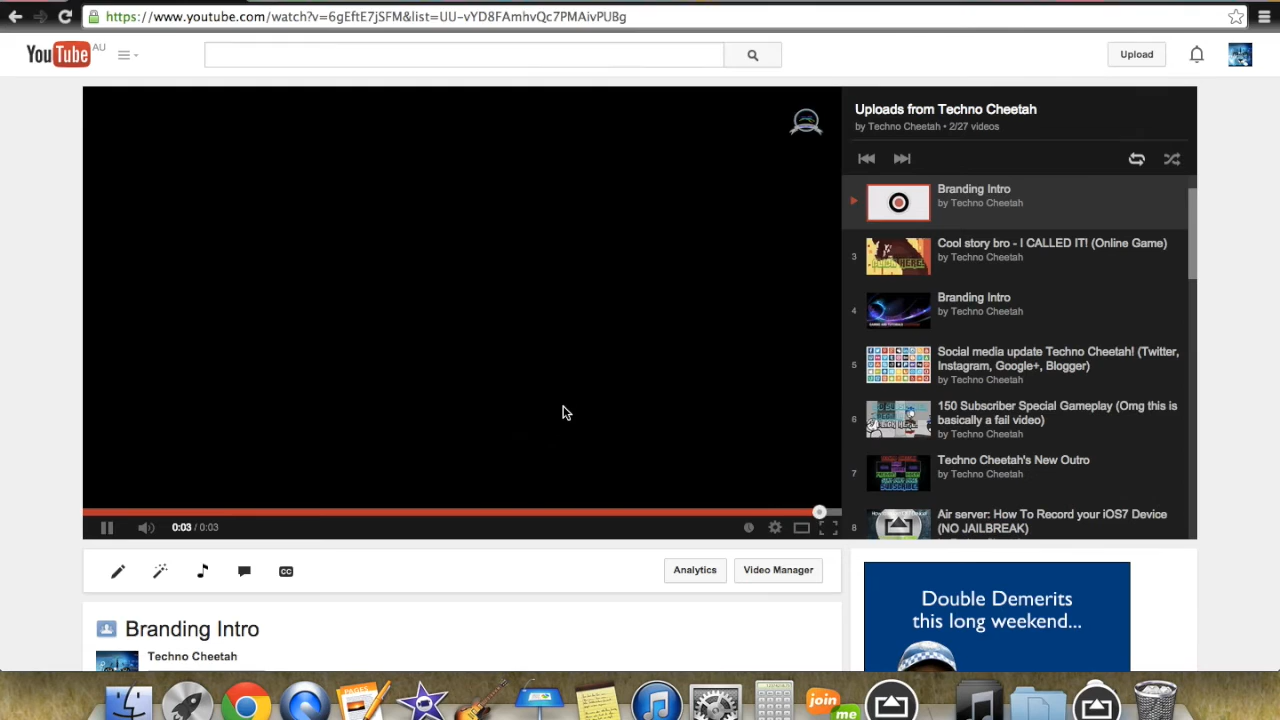 https://www.youtube.com/watch?v=6gEftE7jSFM&list=UU-vYD8FAmhvQc7PMAivPUBg
YouTube AU
Upload
Uploads from Techno Cheetah
by Techno Cheetah • 2/27 videos
Branding Intro
by Techno Cheetah
3
Cool story bro - I CALLED IT! (Online Game)
by Techno Cheetah
4
Branding Intro
by Techno Cheetah
5
Social media update Techno Cheetah! (Twitter,
Instagram, Google+, Blogger)
by Techno Cheetah
6
150 Subscriber Special Gameplay (Omg this is
basically a fail video)
by Techno Cheetah
7
Techno Cheetah's New Outro
by Techno Cheetah
8
Air server: How To Record your iOS7 Device
(NO JAILBREAK)
0:03 / 0:03
CC
Analytics
Video Manager
Branding Intro
Techno Cheetah
Double Demerits
this long weekend...
PAGES
join
me